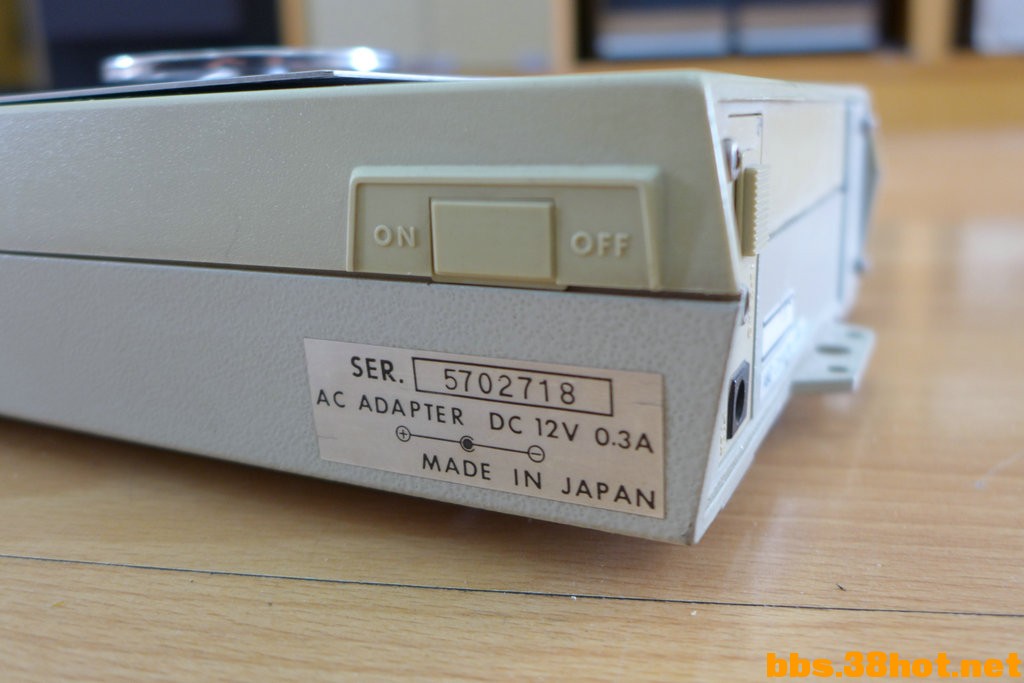 ON OFF
SER. 5702718
AC ADAPTER DC 12V 0.3A
+ −
MADE IN JAPAN
bbs.38hot.net